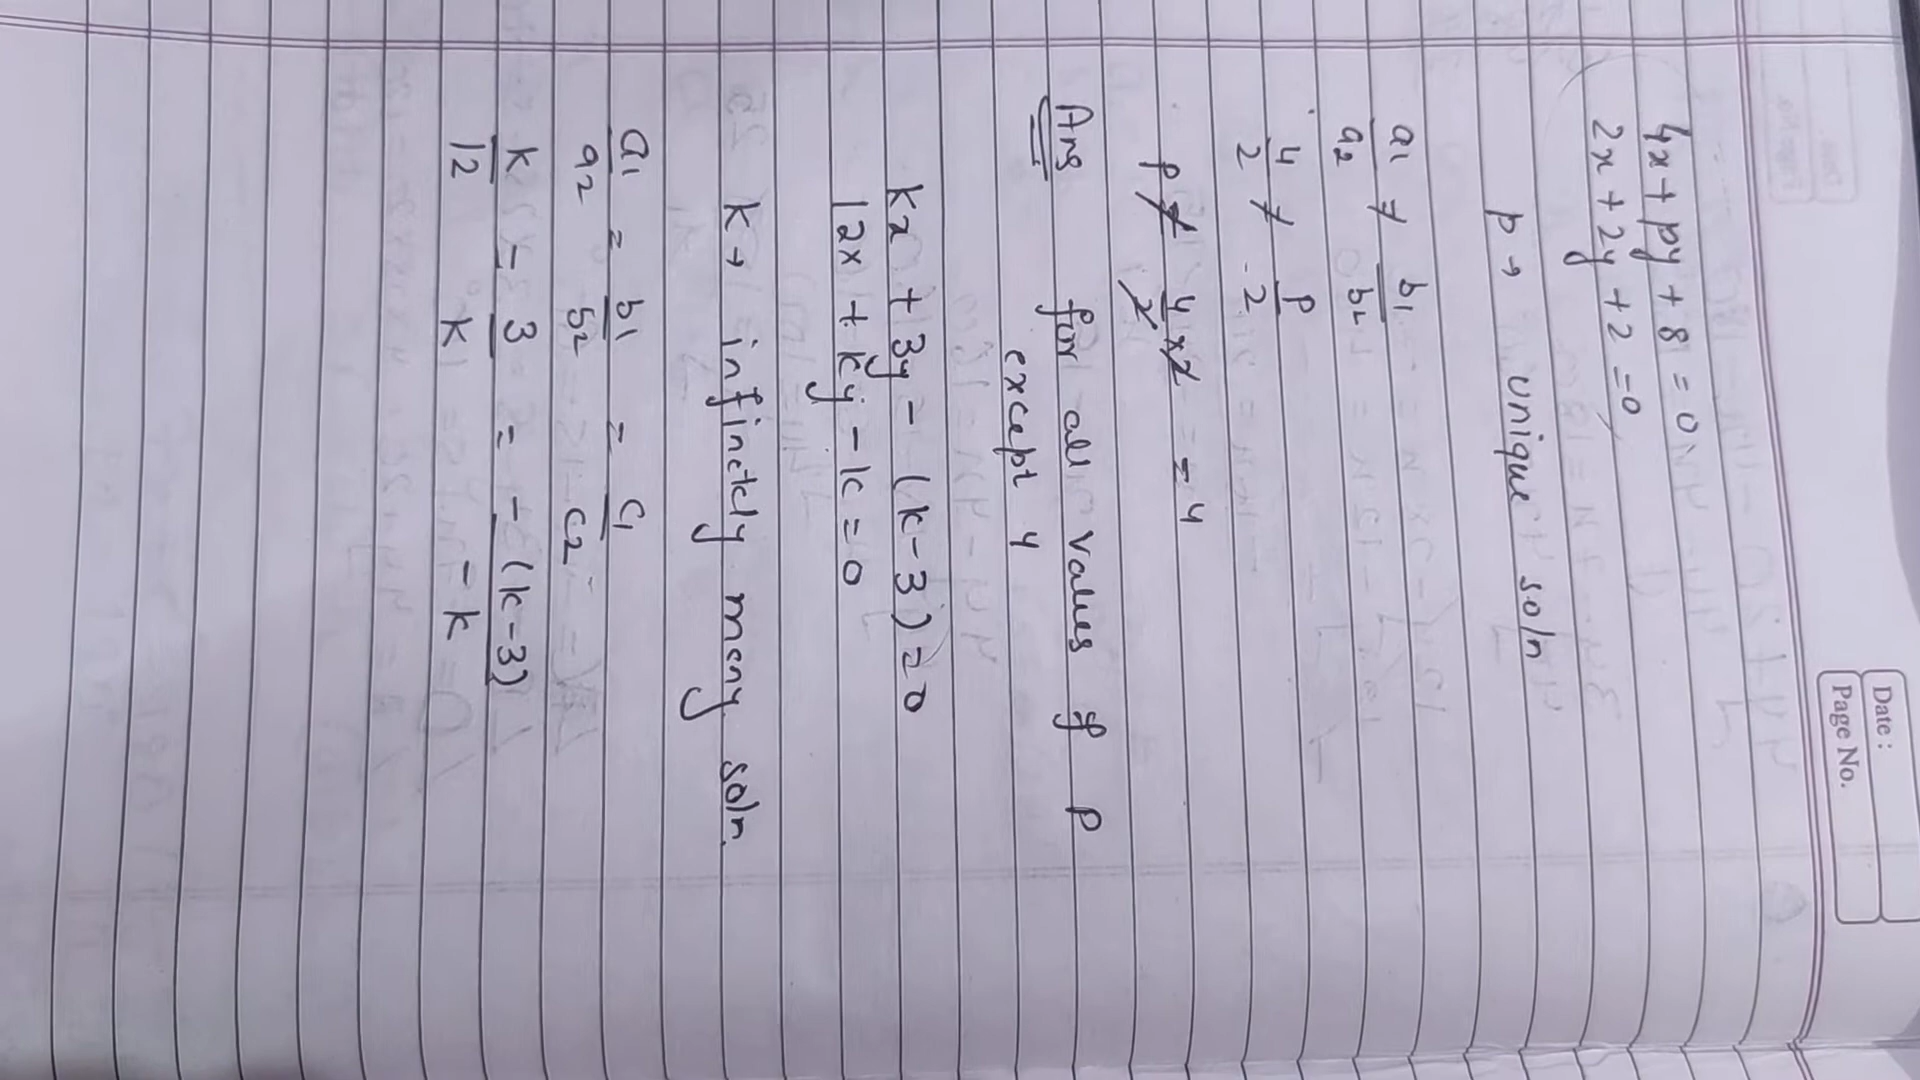 Date :
Page No.
4x + py + 8 = 0
2x + 2y + 2 = 0
p → unique soln
a1/a2 ≠ b1/b2
4/2 ≠ p/2
p ≠ 4/2 × 2 = 4
Ans for all values of p
except 4
kx + 3y - (k-3) = 0
12x + ky - k = 0
k → infinitely many soln.
a1/a2 = b1/b2 = c1/c2
k/12 = 3/k = -(k-3)/-k